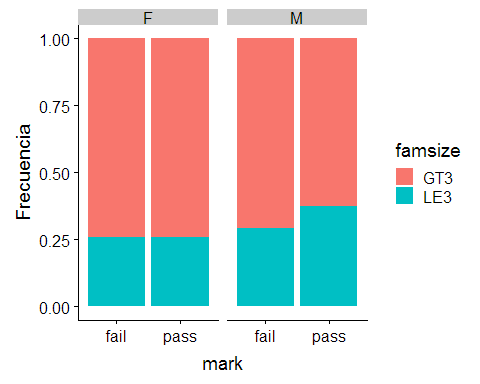 F M
1.00
0.75
0.50
0.25
0.00
Frecuencia
fail pass fail pass
mark
famsize
GT3
LE3